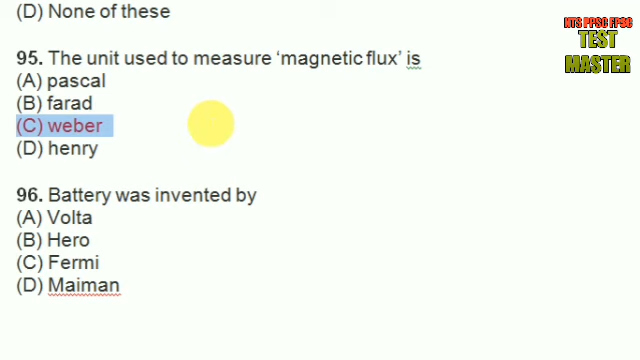 (D) None of these
NTS PPSC FPSC
TEST
MASTER
95. The unit used to measure ‘magnetic flux’ is
(A) pascal
(B) farad
(C) weber
(D) henry
96. Battery was invented by
(A) Volta
(B) Hero
(C) Fermi
(D) Maiman